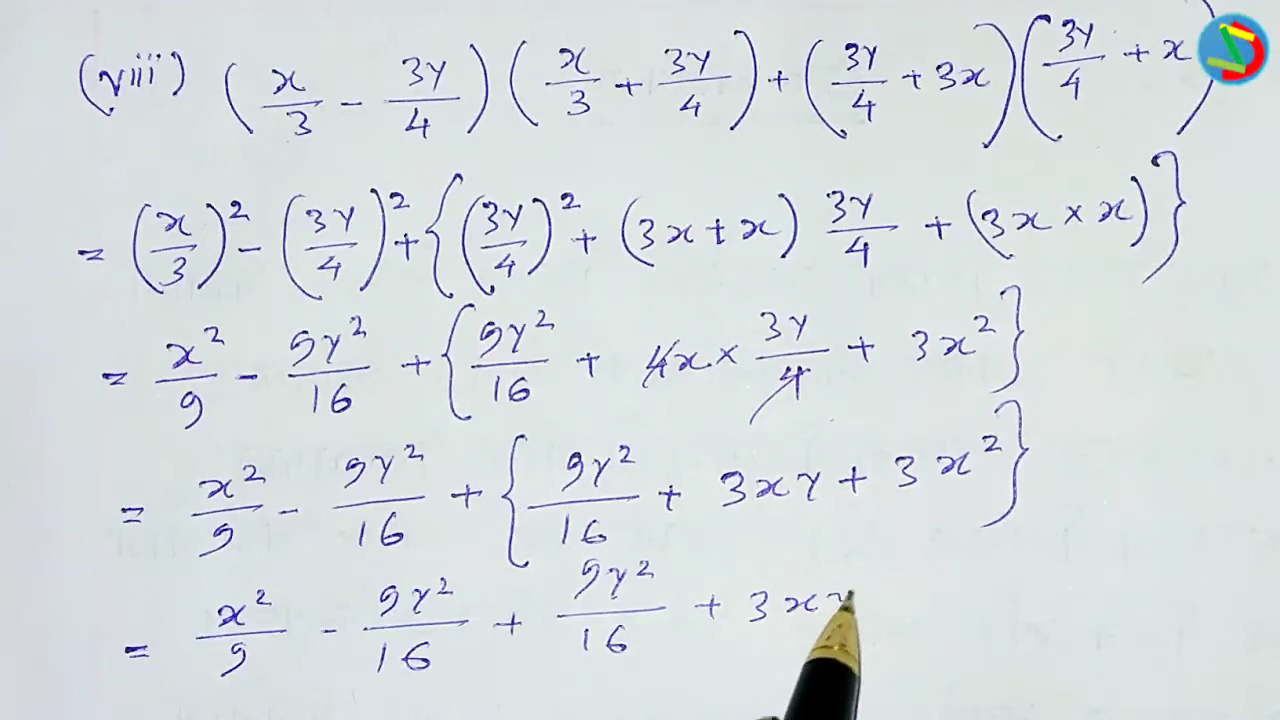 (viii) (x/3 - 3y/4) (x/3 + 3y/4) + (3y/4 + 3x) (3y/4 + x)
= (x/3)² - (3y/4)² + {(3y/4)² + (3x + x) 3y/4 + (3x × x)}
= x²/9 - 9y²/16 + {9y²/16 + 4x × 3y/4 + 3x²}
= x²/9 - 9y²/16 + {9y²/16 + 3xy + 3x²}
= x²/9 - 9y²/16 + 9y²/16 + 3xy